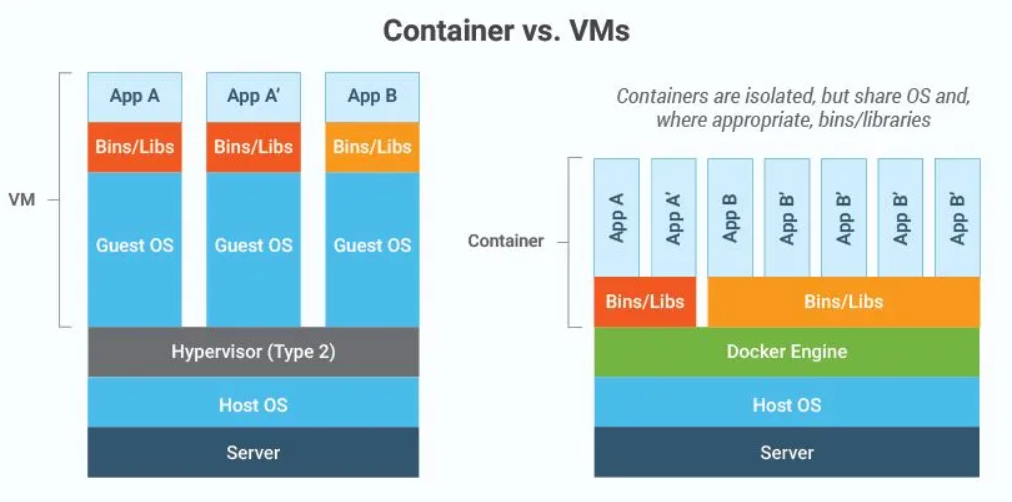 Container vs. VMs
App A
App A'
App B
Bins/Libs
Bins/Libs
Bins/Libs
VM
Guest OS
Guest OS
Guest OS
Hypervisor (Type 2)
Host OS
Server
Containers are isolated, but share OS and,
where appropriate, bins/libraries
Container
App A
App A'
App B
App B'
App B'
App B'
App B'
Bins/Libs
Bins/Libs
Docker Engine
Host OS
Server